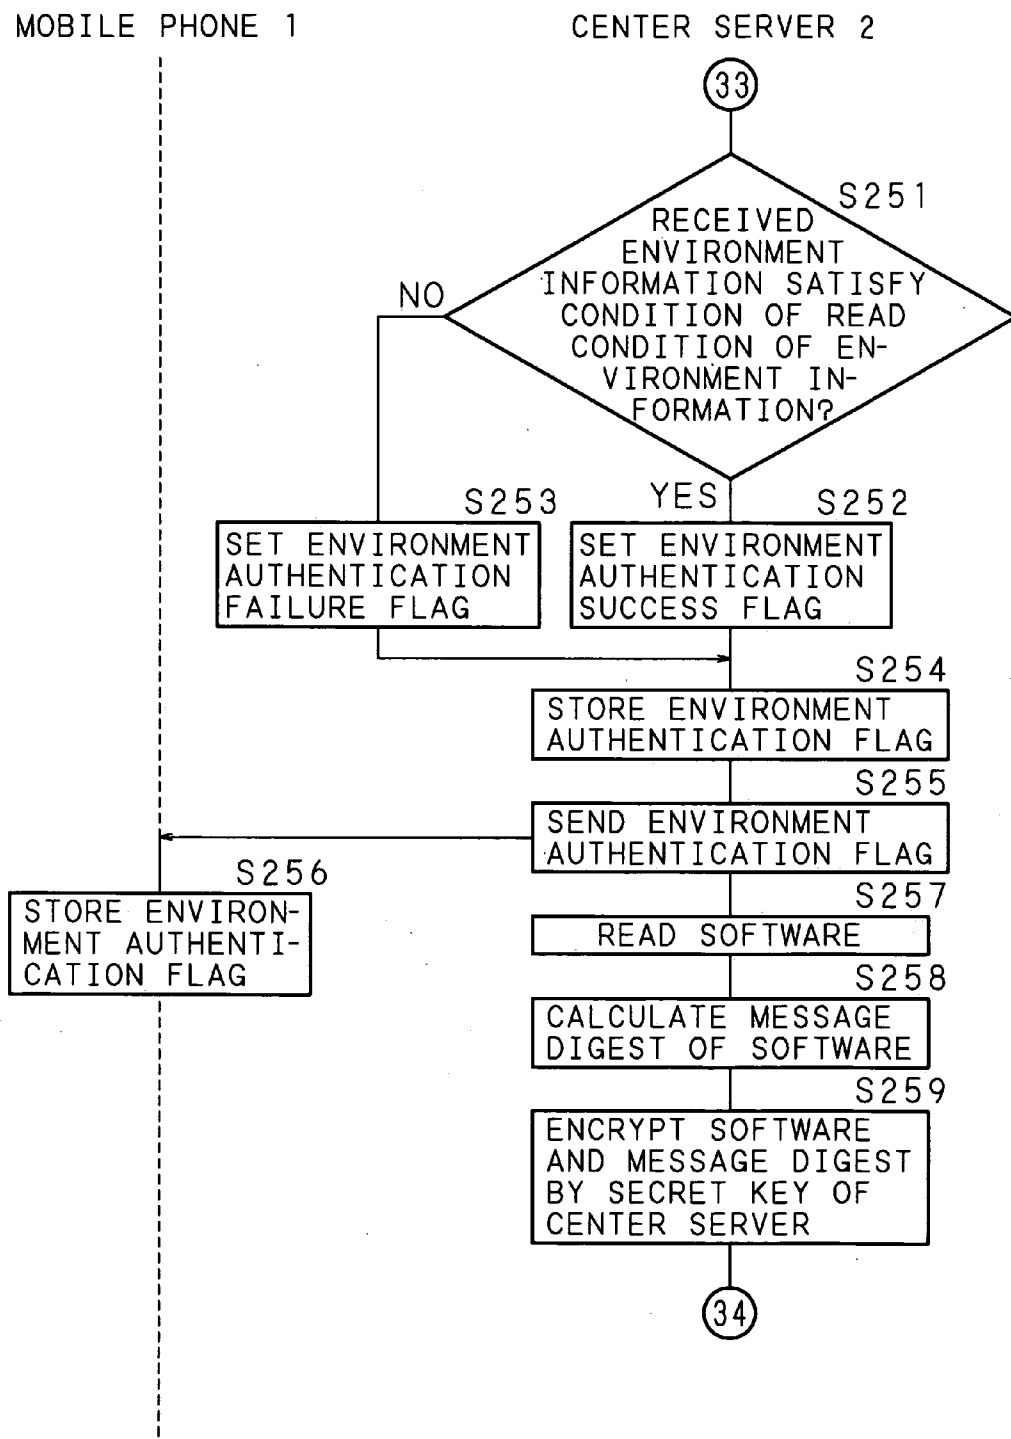 MOBILE PHONE 1
CENTER SERVER 2
33
S251
RECEIVED
ENVIRONMENT
INFORMATION SATISFY
CONDITION OF READ
CONDITION OF EN-
VIRONMENT IN-
FORMATION?
NO
YES
S253
SET ENVIRONMENT
AUTHENTICATION
FAILURE FLAG
S252
SET ENVIRONMENT
AUTHENTICATION
SUCCESS FLAG
S254
STORE ENVIRONMENT
AUTHENTICATION FLAG
S255
SEND ENVIRONMENT
AUTHENTICATION FLAG
S256
STORE ENVIRON-
MENT AUTHENTI-
CATION FLAG
S257
READ SOFTWARE
S258
CALCULATE MESSAGE
DIGEST OF SOFTWARE
S259
ENCRYPT SOFTWARE
AND MESSAGE DIGEST
BY SECRET KEY OF
CENTER SERVER
34